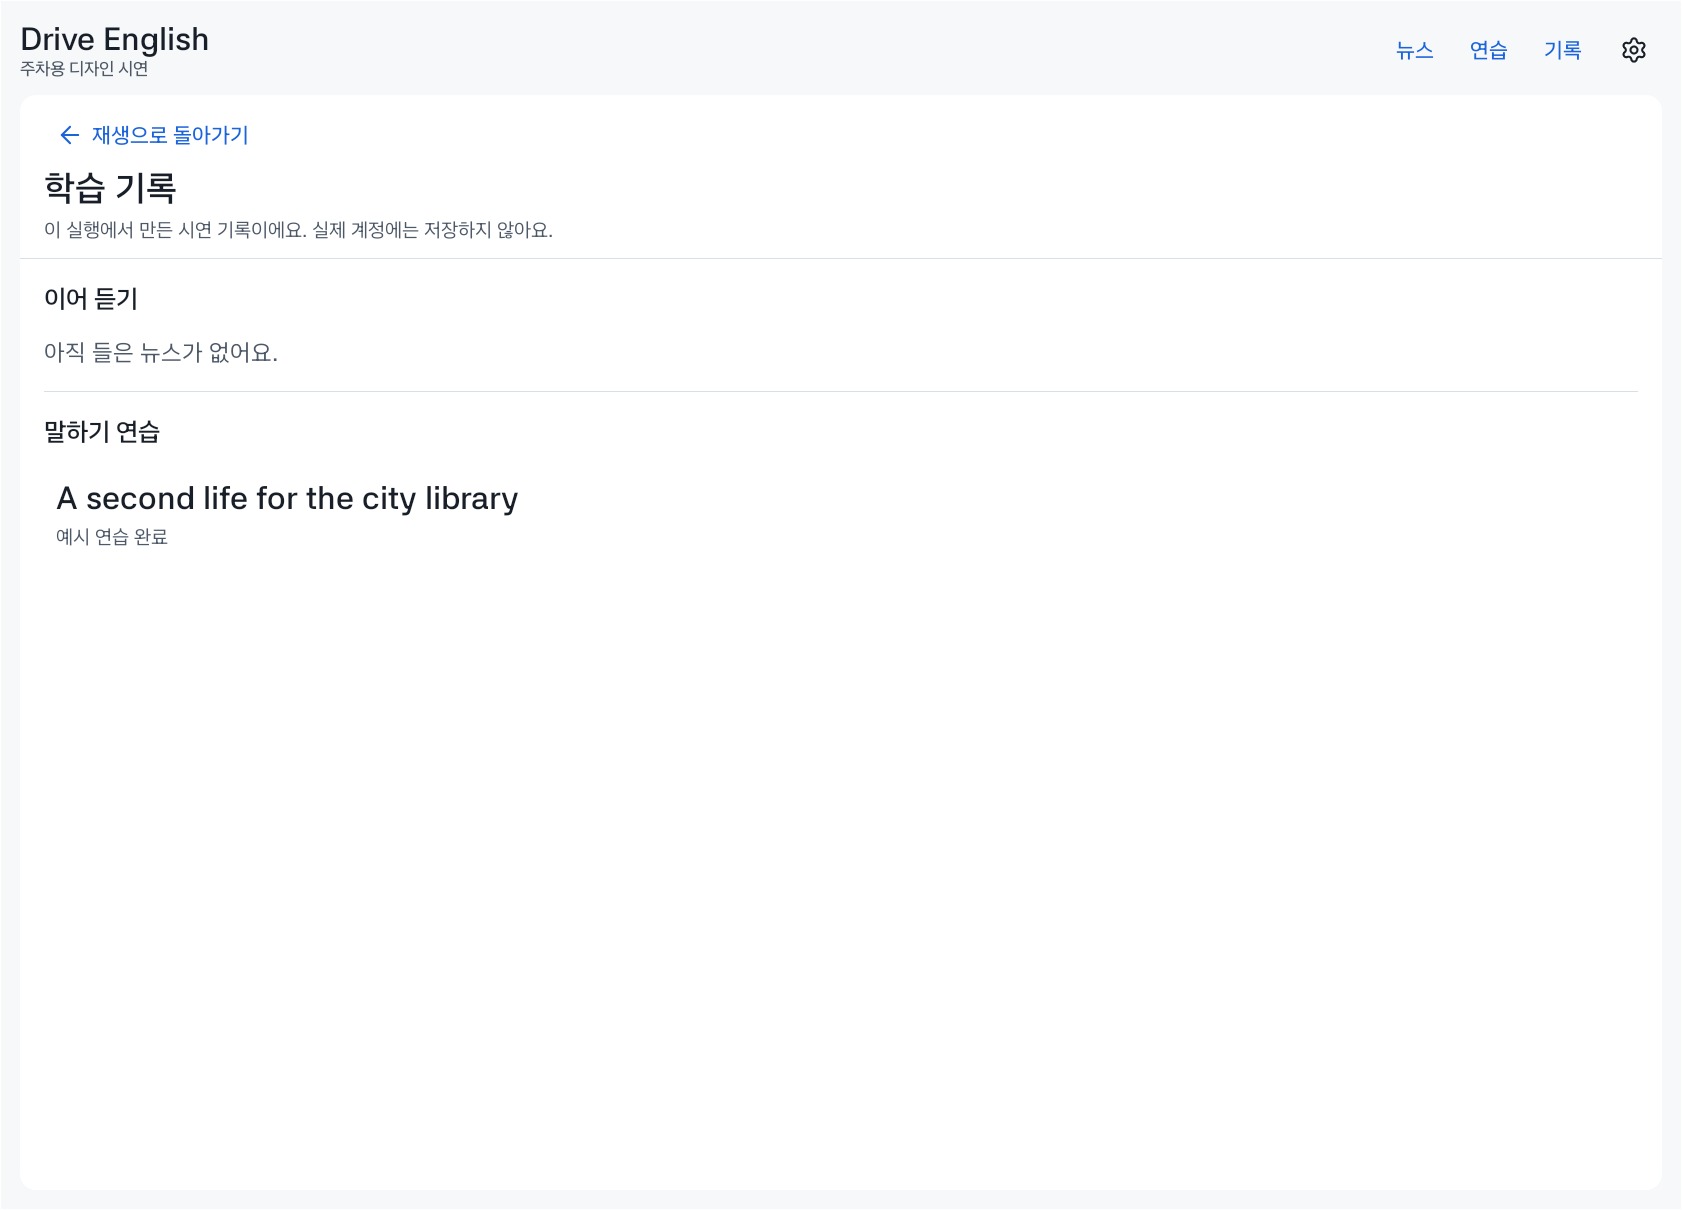 Drive English
주차용 디자인 시연
뉴스 연습 기록
재생으로 돌아가기
학습 기록
이 실행에서 만든 시연 기록이에요. 실제 계정에는 저장하지 않아요.
이어 듣기
아직 들은 뉴스가 없어요.
말하기 연습
A second life for the city library
예시 연습 완료